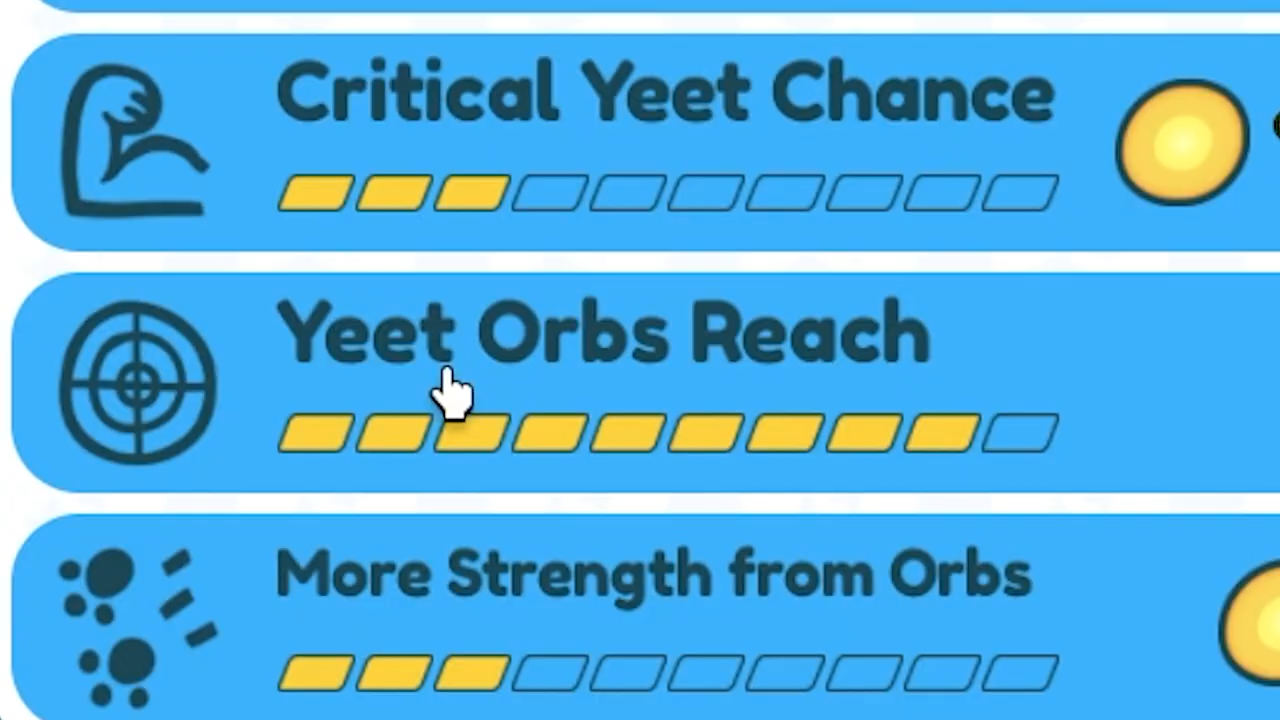 Critical Yeet Chance
Yeet Orbs Reach
More Strength from Orbs